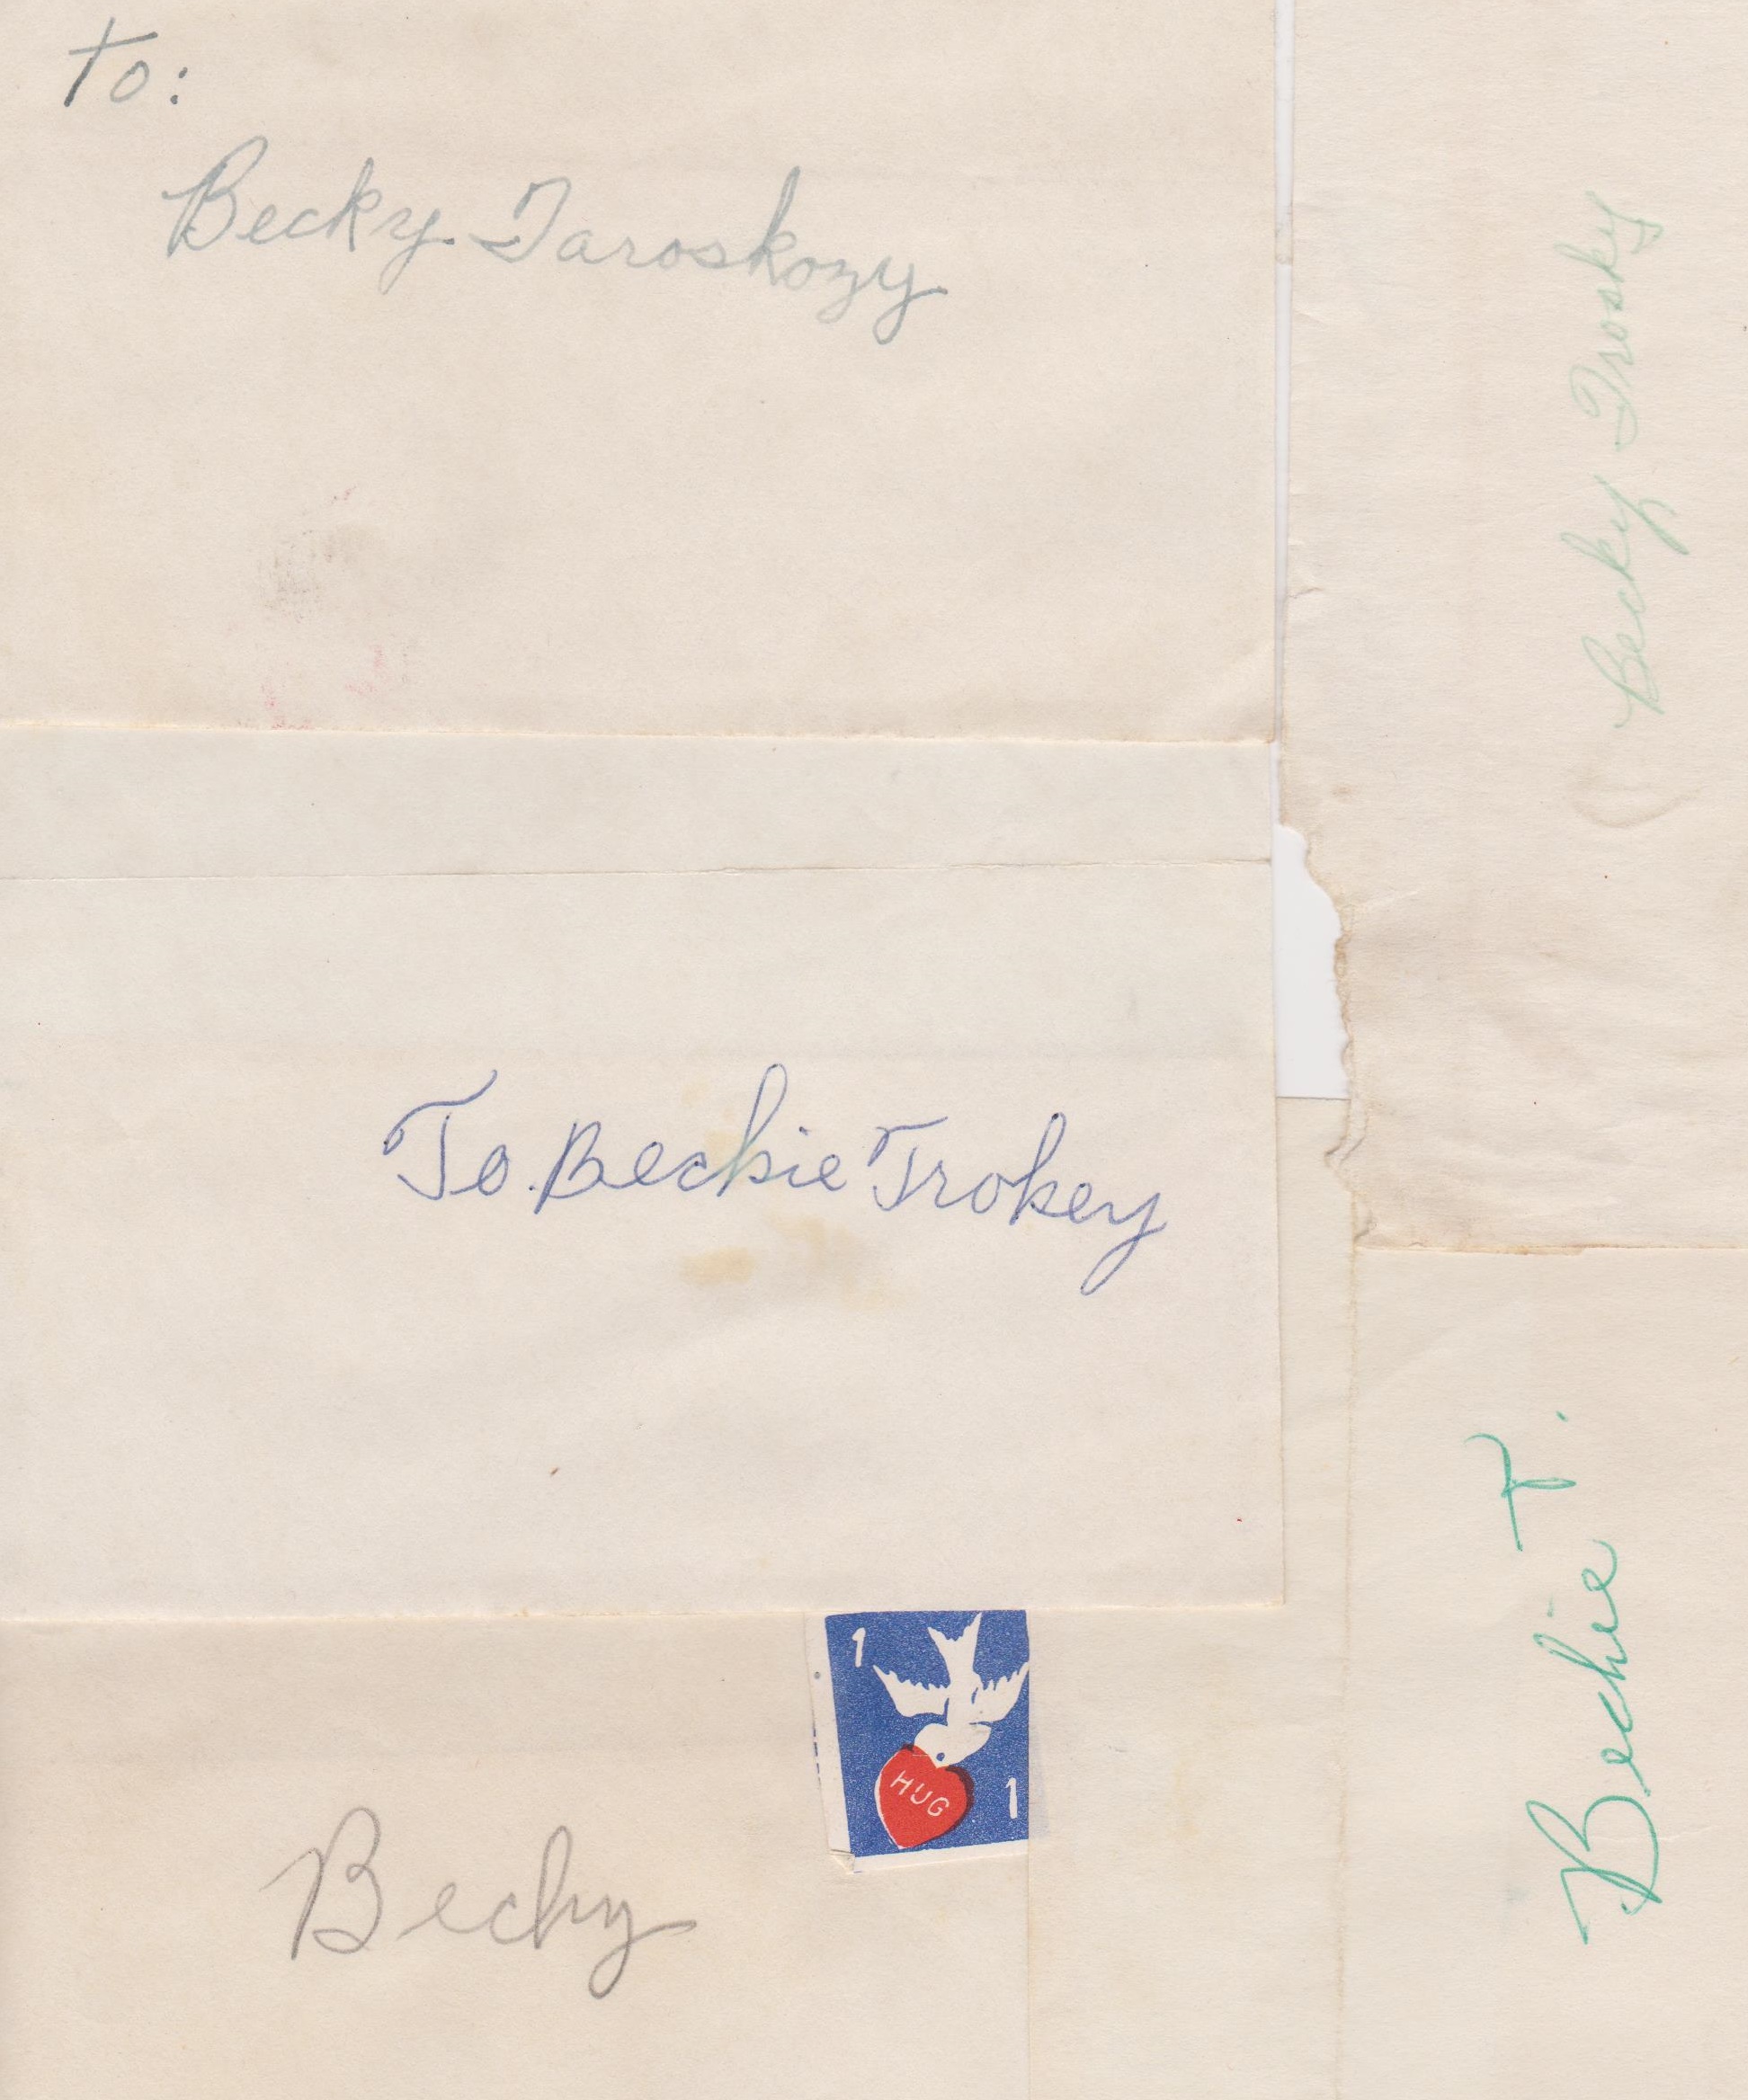 to:
Becky Taroskozy
Becky Trosky
To Beckie Trokey
Beckie T.
1
HUG
1
Becky